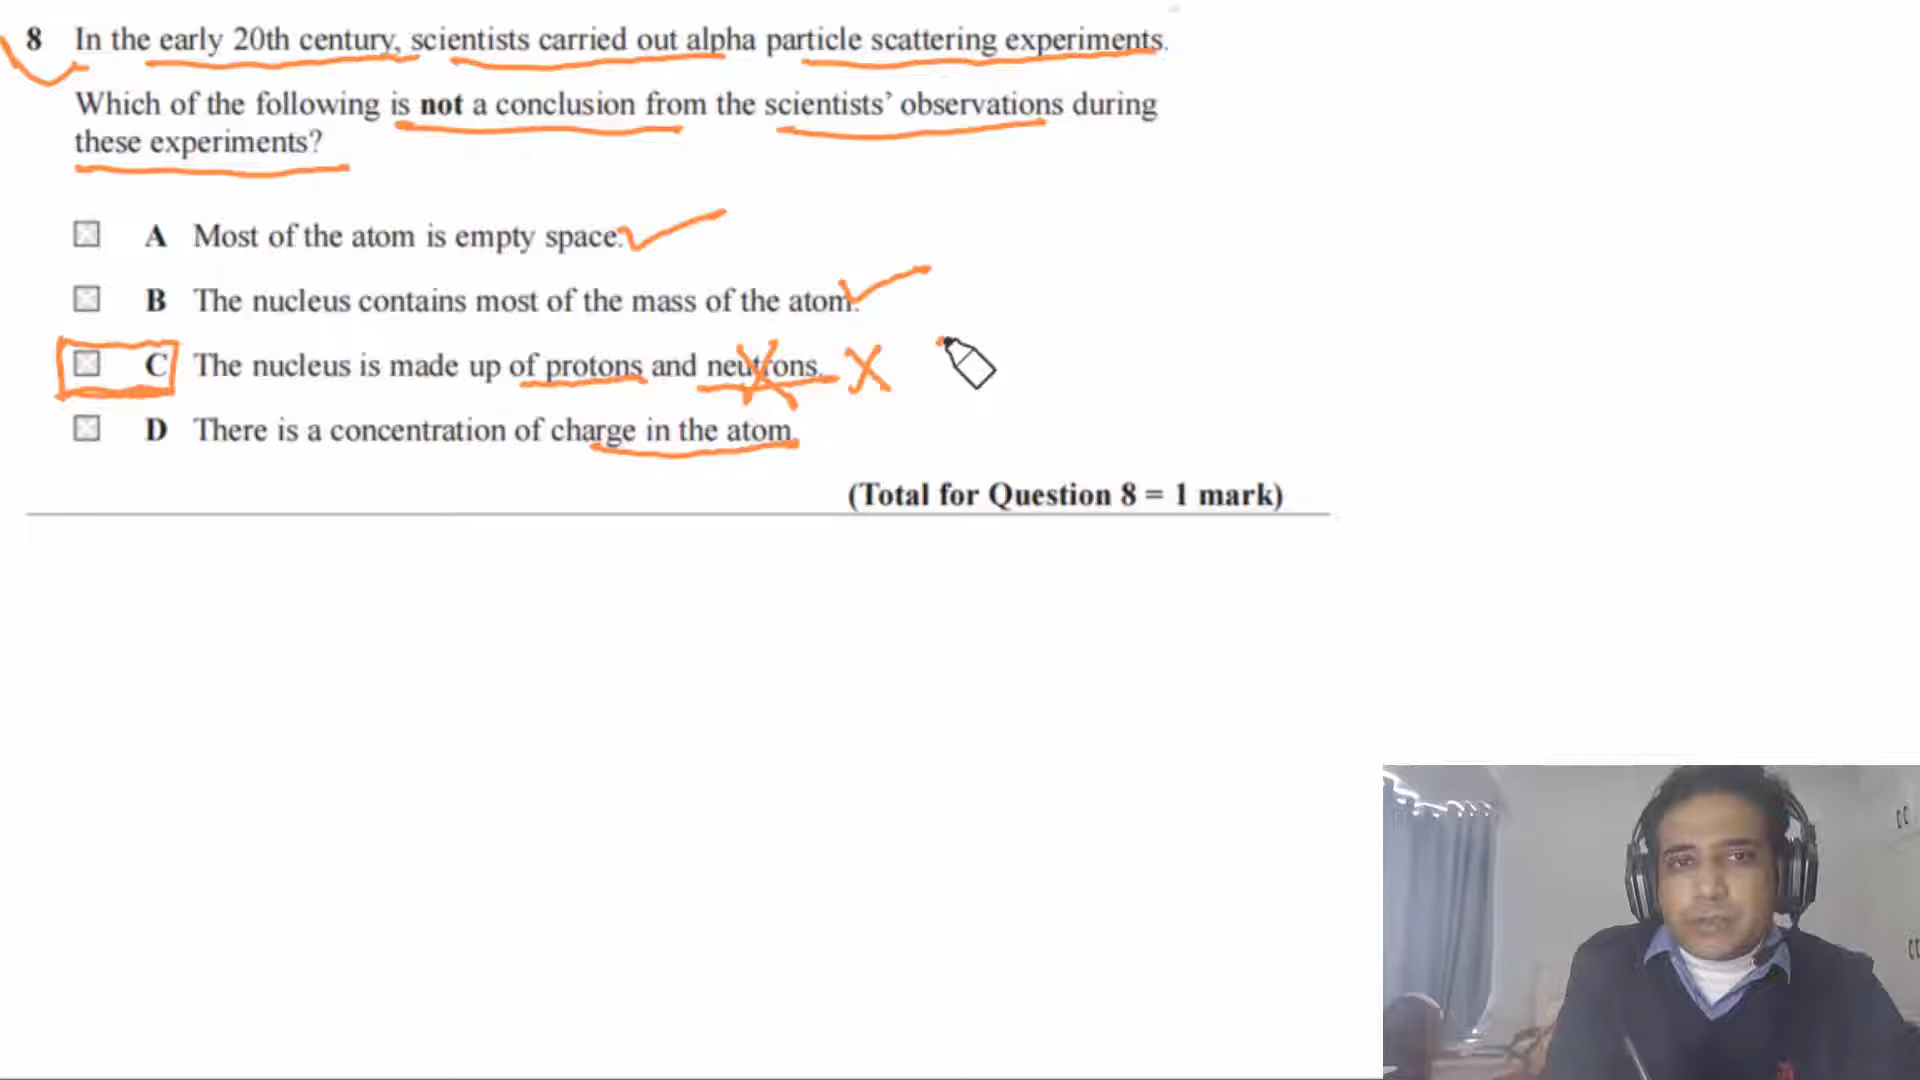 8 In the early 20th century, scientists carried out alpha particle scattering experiments.
Which of the following is not a conclusion from the scientists' observations during
these experiments?
A Most of the atom is empty space.
B The nucleus contains most of the mass of the atom.
C The nucleus is made up of protons and neutrons. X
D There is a concentration of charge in the atom.
(Total for Question 8 = 1 mark)